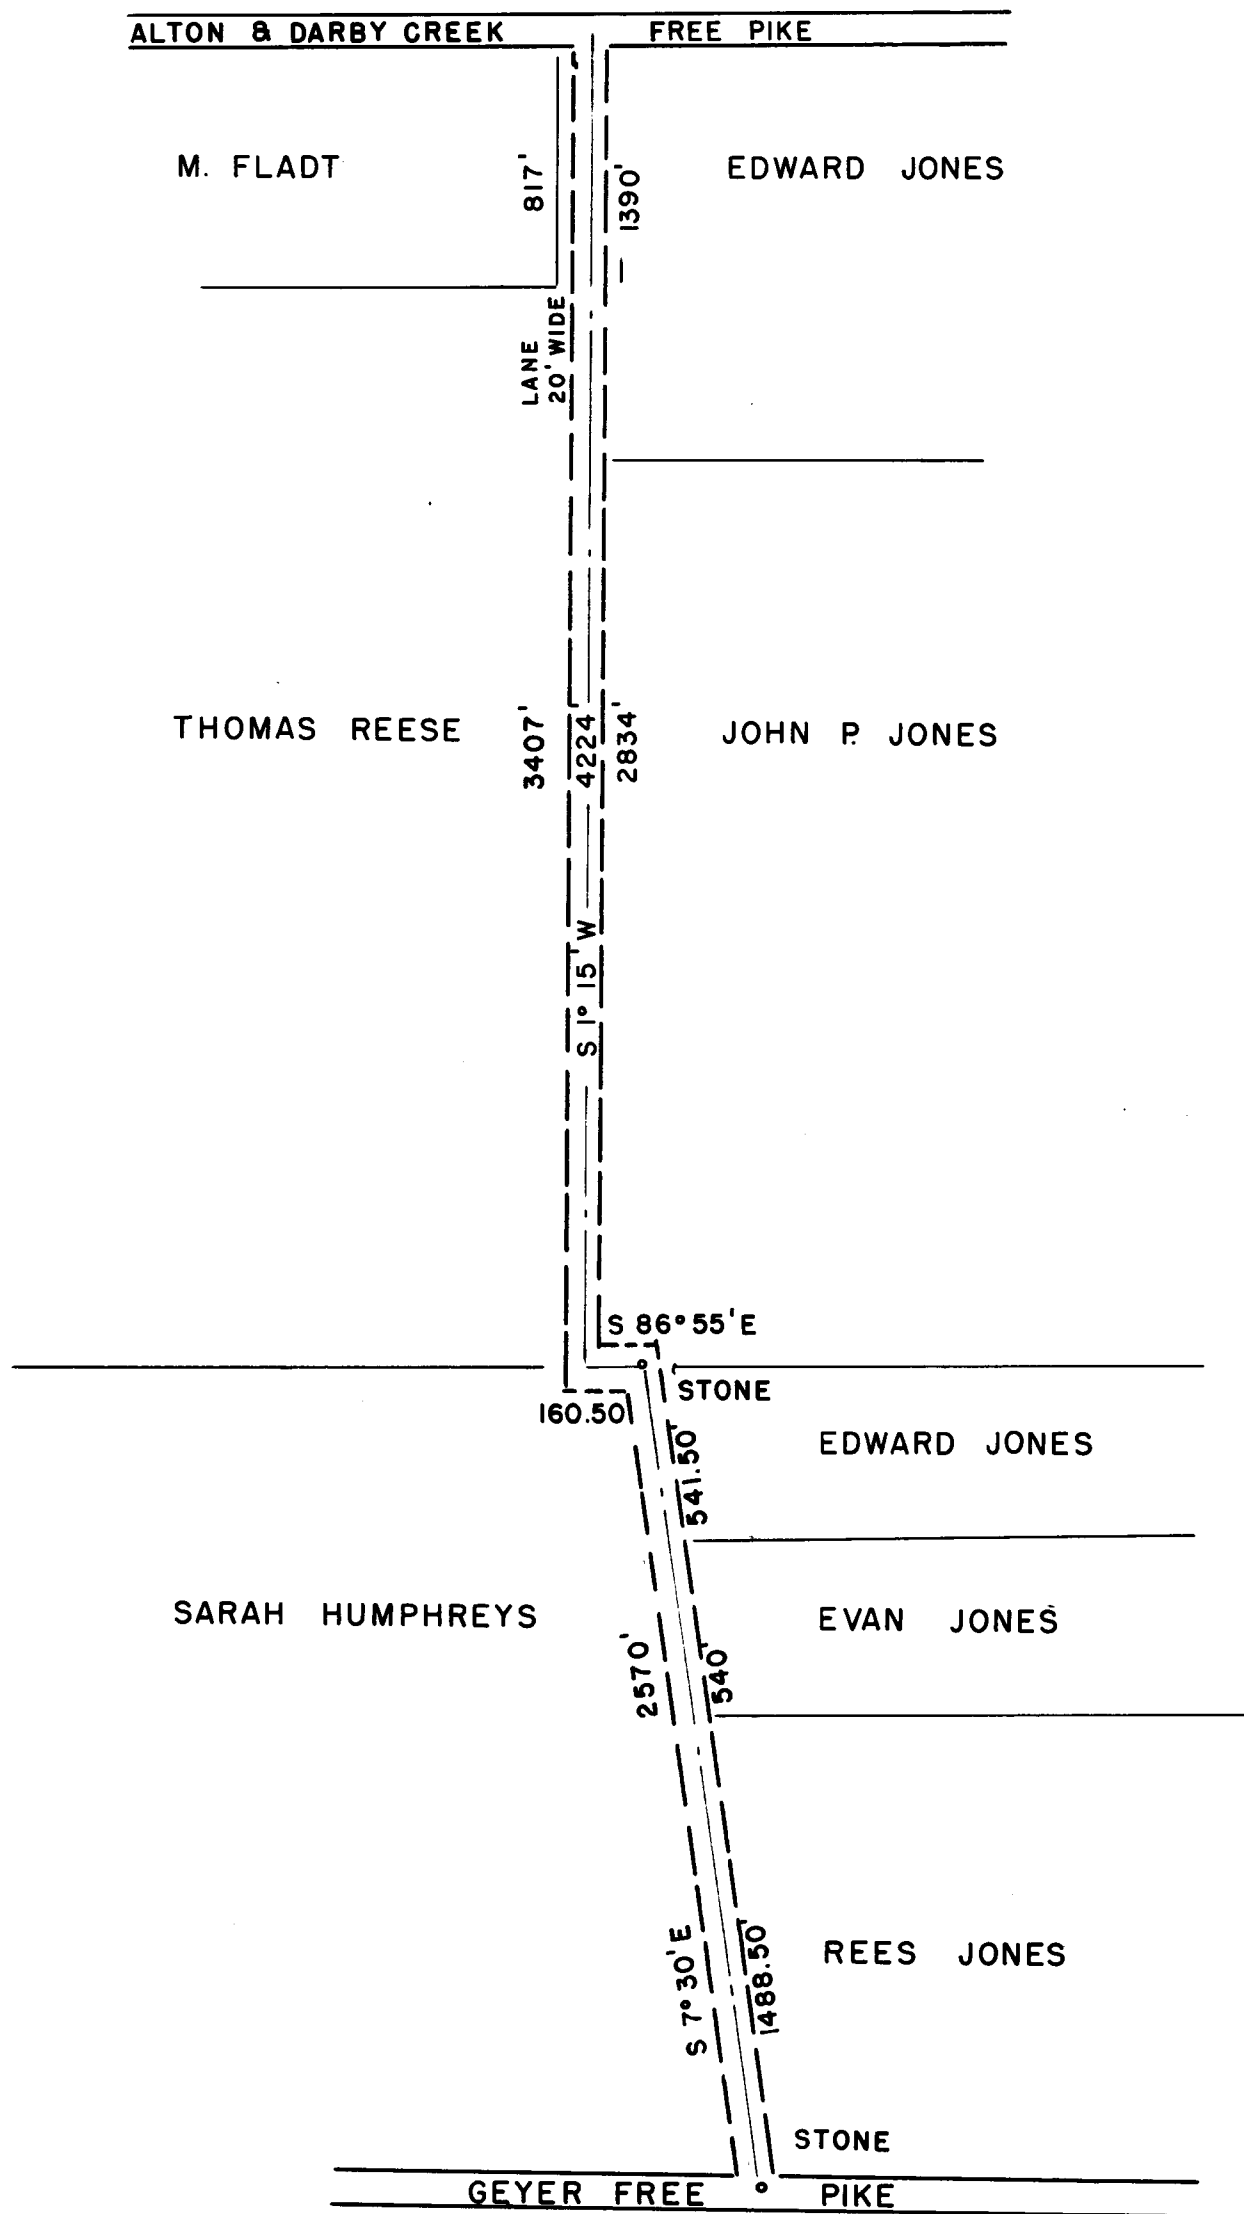 ALTON & DARBY CREEK FREE PIKE
M. FLADT
817'
1390'
EDWARD JONES
LANE
20' WIDE
THOMAS REESE
3407'
4224'
2834'
JOHN P. JONES
S 1° 15' W
S 86° 55' E
STONE
160.50'
541.50'
EDWARD JONES
SARAH HUMPHREYS
EVAN JONES
2570'
540'
S 7° 30' E
1488.50'
REES JONES
STONE
GEYER FREE PIKE